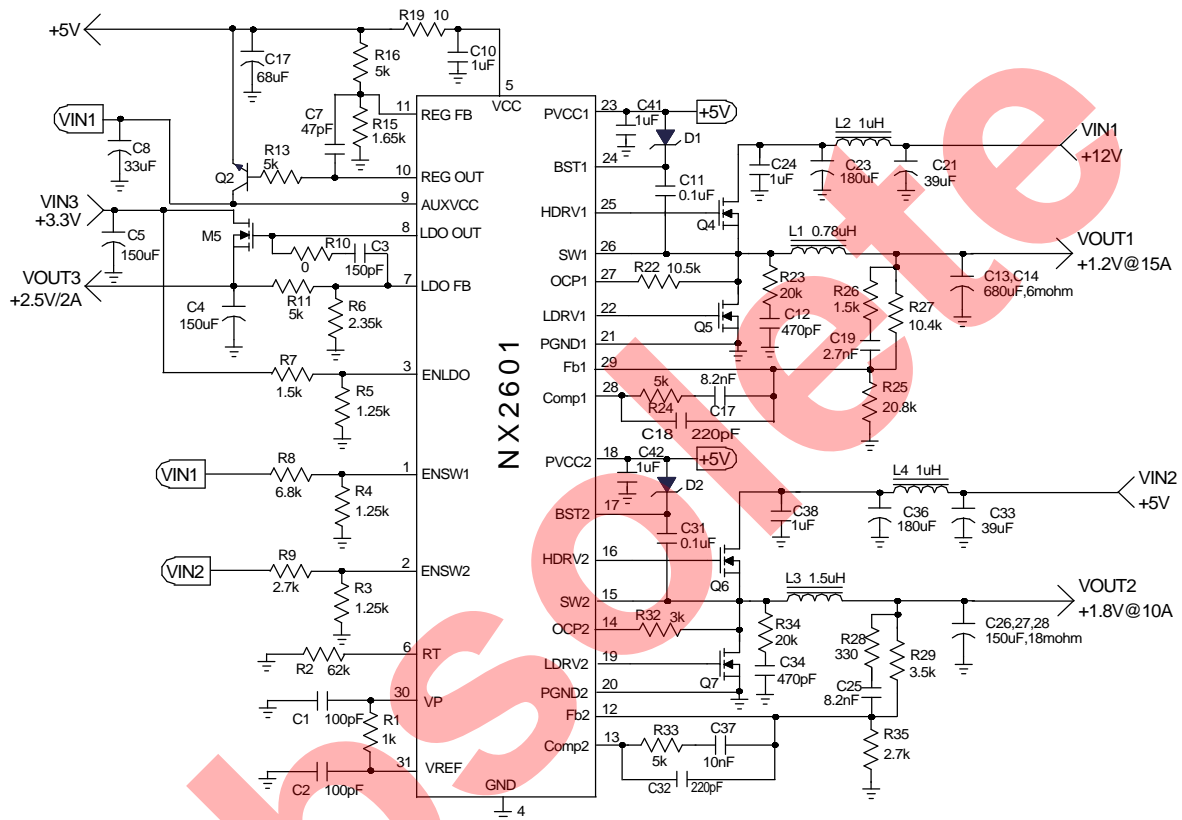 +5V
R19 10
C17
68uF
R16
5k
C10
1uF
5
VCC
VIN1
C8
33uF
C7
47pF
R15
1.65k
11
REG FB
R13
5k
Q2
10
REG OUT
9
AUXVCC
VIN3
+3.3V
C5
150uF
M5
8
LDO OUT
R10
0
C3
150pF
VOUT3
+2.5V/2A
7
LDO FB
C4
150uF
R11
5k
R6
2.35k
R7
1.5k
3
ENLDO
R5
1.25k
VIN1
R8
6.8k
1
ENSW1
R4
1.25k
VIN2
R9
2.7k
2
ENSW2
R3
1.25k
R2
62k
6
RT
30
VP
C1
100pF
R1
1k
31
VREF
C2
100pF
GND
4
NX2601
PVCC1
23
C41
1uF
+5V
D1
BST1
24
C11
0.1uF
HDRV1
25
Q4
C24
1uF
C23
180uF
L2 1uH
C21
39uF
VIN1
+12V
SW1
26
L1 0.78uH
VOUT1
+1.2V@15A
OCP1
27
R22 10.5k
R23
20k
C12
470pF
LDRV1
22
Q5
PGND1
21
R26
1.5k
C19
2.7nF
R27
10.4k
C13,C14
680uF,6mohm
Fb1
29
Comp1
28
5k
R24
8.2nF
C17
C18
220pF
R25
20.8k
PVCC2
18
C42
1uF
+5V
D2
BST2
17
C31
0.1uF
HDRV2
16
Q6
C38
1uF
C36
180uF
L4 1uH
C33
39uF
VIN2
+5V
SW2
15
L3 1.5uH
VOUT2
+1.8V@10A
OCP2
14
R32 3k
R34
20k
C34
470pF
LDRV2
19
Q7
PGND2
20
R28
330
C25
8.2nF
R29
3.5k
C26,27,28
150uF,18mohm
Fb2
12
Comp2
13
R33
5k
C37
10nF
C32
220pF
R35
2.7k
bsolete